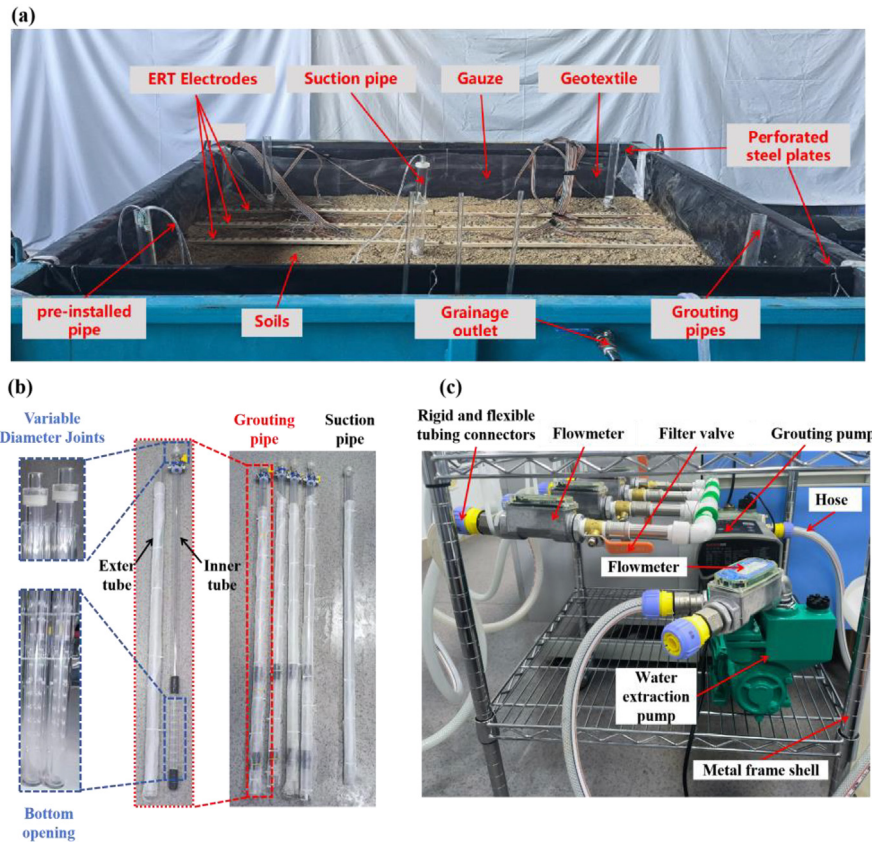 (a)
ERT Electrodes
Suction pipe
Gauze
Geotextile
Perforated
steel plates
pre-installed
pipe
Soils
Grainage
outlet
Grouting
pipes
(b)
Variable
Diameter Joints
Grouting
pipe
Suction
pipe
Exter
tube
Inner
tube
Bottom
opening
(c)
Rigid and flexible
tubing connectors
Flowmeter
Filter valve
Grouting pump
Hose
Flowmeter
Water
extraction
pump
Metal frame shell